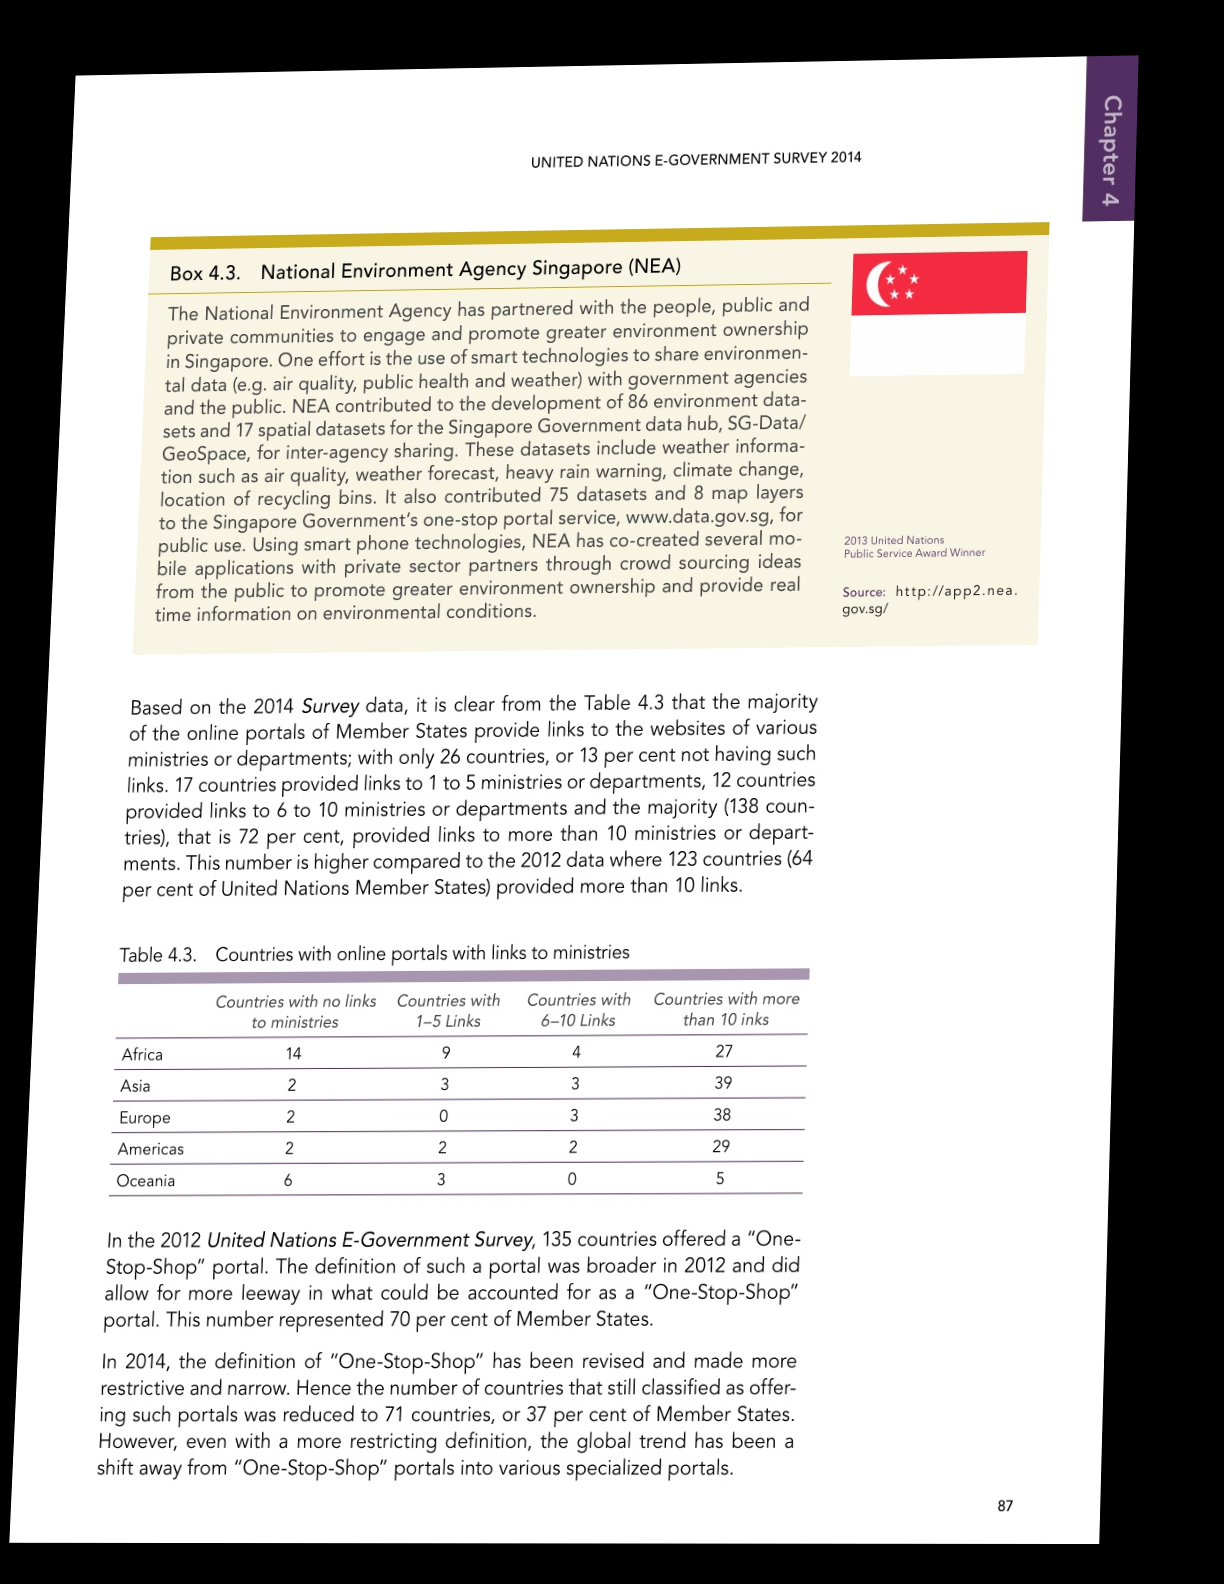 Chapter 4
UNITED NATIONS E-GOVERNMENT SURVEY 2014
Box 4.3. National Environment Agency Singapore (NEA)
The National Environment Agency has partnered with the people, public and
private communities to engage and promote greater environment ownership
in Singapore. One effort is the use of smart technologies to share environmen-
tal data (e.g. air quality, public health and weather) with government agencies
and the public. NEA contributed to the development of 86 environment data-
sets and 17 spatial datasets for the Singapore Government data hub, SG-Data/
GeoSpace, for inter-agency sharing. These datasets include weather informa-
tion such as air quality, weather forecast, heavy rain warning, climate change,
location of recycling bins. It also contributed 75 datasets and 8 map layers
to the Singapore Government's one-stop portal service, www.data.gov.sg, for
public use. Using smart phone technologies, NEA has co-created several mo-
bile applications with private sector partners through crowd sourcing ideas
from the public to promote greater environment ownership and provide real
time information on environmental conditions.
2013 United Nations
Public Service Award Winner
Source: http://app2.nea.
gov.sg/
Based on the 2014 Survey data, it is clear from the Table 4.3 that the majority
of the online portals of Member States provide links to the websites of various
ministries or departments; with only 26 countries, or 13 per cent not having such
links. 17 countries provided links to 1 to 5 ministries or departments, 12 countries
provided links to 6 to 10 ministries or departments and the majority (138 coun-
tries), that is 72 per cent, provided links to more than 10 ministries or depart-
ments. This number is higher compared to the 2012 data where 123 countries (64
per cent of United Nations Member States) provided more than 10 links.
Table 4.3. Countries with online portals with links to ministries
Countries with no links Countries with Countries with Countries with more
to ministries 1–5 Links 6–10 Links than 10 inks
Africa 14 9 4 27
Asia 2 3 3 39
Europe 2 0 3 38
Americas 2 2 2 29
Oceania 6 3 0 5
In the 2012 United Nations E-Government Survey, 135 countries offered a "One-
Stop-Shop" portal. The definition of such a portal was broader in 2012 and did
allow for more leeway in what could be accounted for as a "One-Stop-Shop"
portal. This number represented 70 per cent of Member States.
In 2014, the definition of "One-Stop-Shop" has been revised and made more
restrictive and narrow. Hence the number of countries that still classified as offer-
ing such portals was reduced to 71 countries, or 37 per cent of Member States.
However, even with a more restricting definition, the global trend has been a
shift away from "One-Stop-Shop" portals into various specialized portals.
87